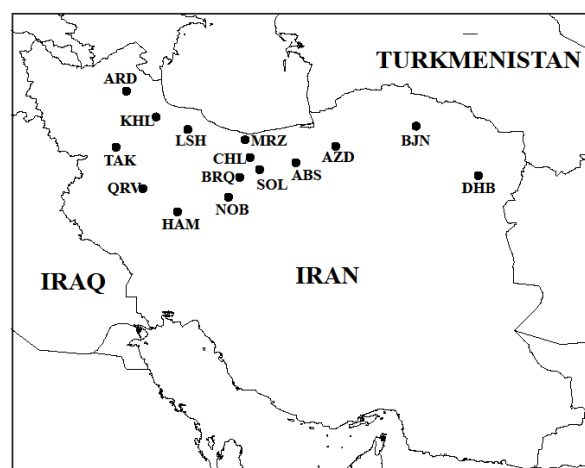 TURKMENISTAN
ARD
KHL
LSH
MRZ
BJN
TAK
CHL
AZD
BRQ
SOL
ABS
DHB
QRV
NOB
HAM
IRAQ
IRAN